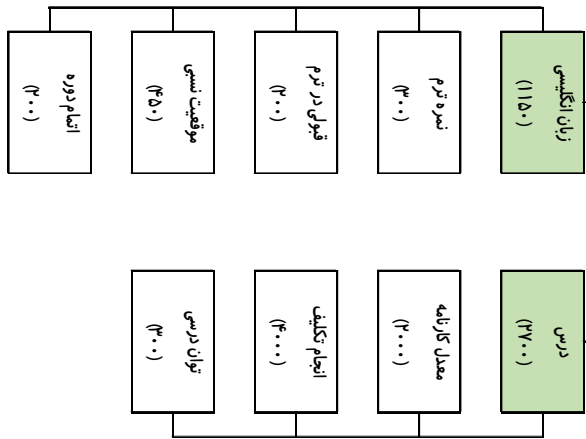 زبان انگلیسی
(۱۱۵۰)
نمره ترم
(۳۰۰)
قبولی در ترم
(۲۰۰)
موقعیت نسبی
(۴۵۰)
اتمام دوره
(۲۰۰)
درس
(۲۷۰۰)
معدل کارنامه
(۲۰۰۰)
انجام تکلیف
(۴۰۰)
توان درسی
(۳۰۰)